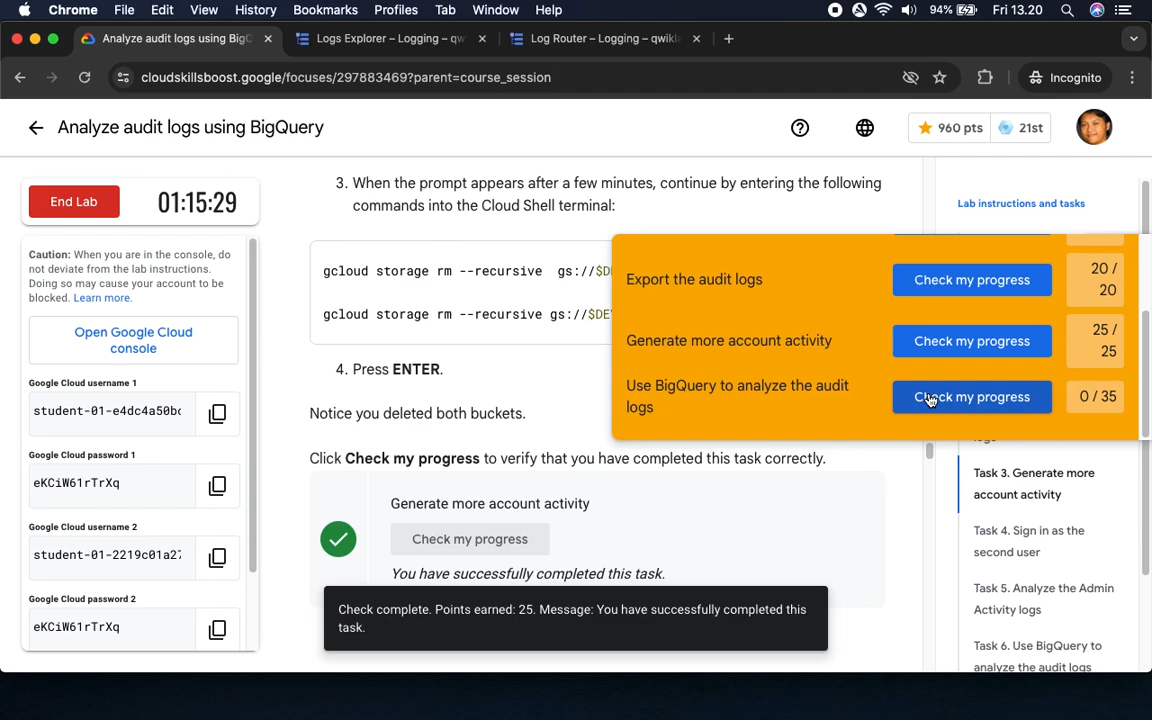 Chrome File Edit View History Bookmarks Profiles Tab Window Help 94% Fri 13.20
Analyze audit logs using BigQ Logs Explorer – Logging – qw Log Router – Logging – qwikl
cloudskillsboost.google/focuses/297883469?parent=course_session Incognito
Analyze audit logs using BigQuery 960 pts 21st
End Lab 01:15:29
Caution: When you are in the console, do
not deviate from the lab instructions.
Doing so may cause your account to be
blocked. Learn more.
Open Google Cloud
console
Google Cloud username 1
student-01-e4dc4a50bc
Google Cloud password 1
eKCiW61rTrXq
Google Cloud username 2
student-01-2219c01a27
Google Cloud password 2
eKCiW61rTrXq
3. When the prompt appears after a few minutes, continue by entering the following
commands into the Cloud Shell terminal:
gcloud storage rm --recursive gs://$DE
gcloud storage rm --recursive gs://$DE
4. Press ENTER.
Notice you deleted both buckets.
Click Check my progress to verify that you have completed this task correctly.
Generate more account activity
Check my progress
You have successfully completed this task.
Check complete. Points earned: 25. Message: You have successfully completed this
task.
Export the audit logs Check my progress 20 /
20
Generate more account activity Check my progress 25 /
25
Use BigQuery to analyze the audit
logs Check my progress 0 / 35
Lab instructions and tasks
Task 3. Generate more
account activity
Task 4. Sign in as the
second user
Task 5. Analyze the Admin
Activity logs
Task 6. Use BigQuery to
analyze the audit logs